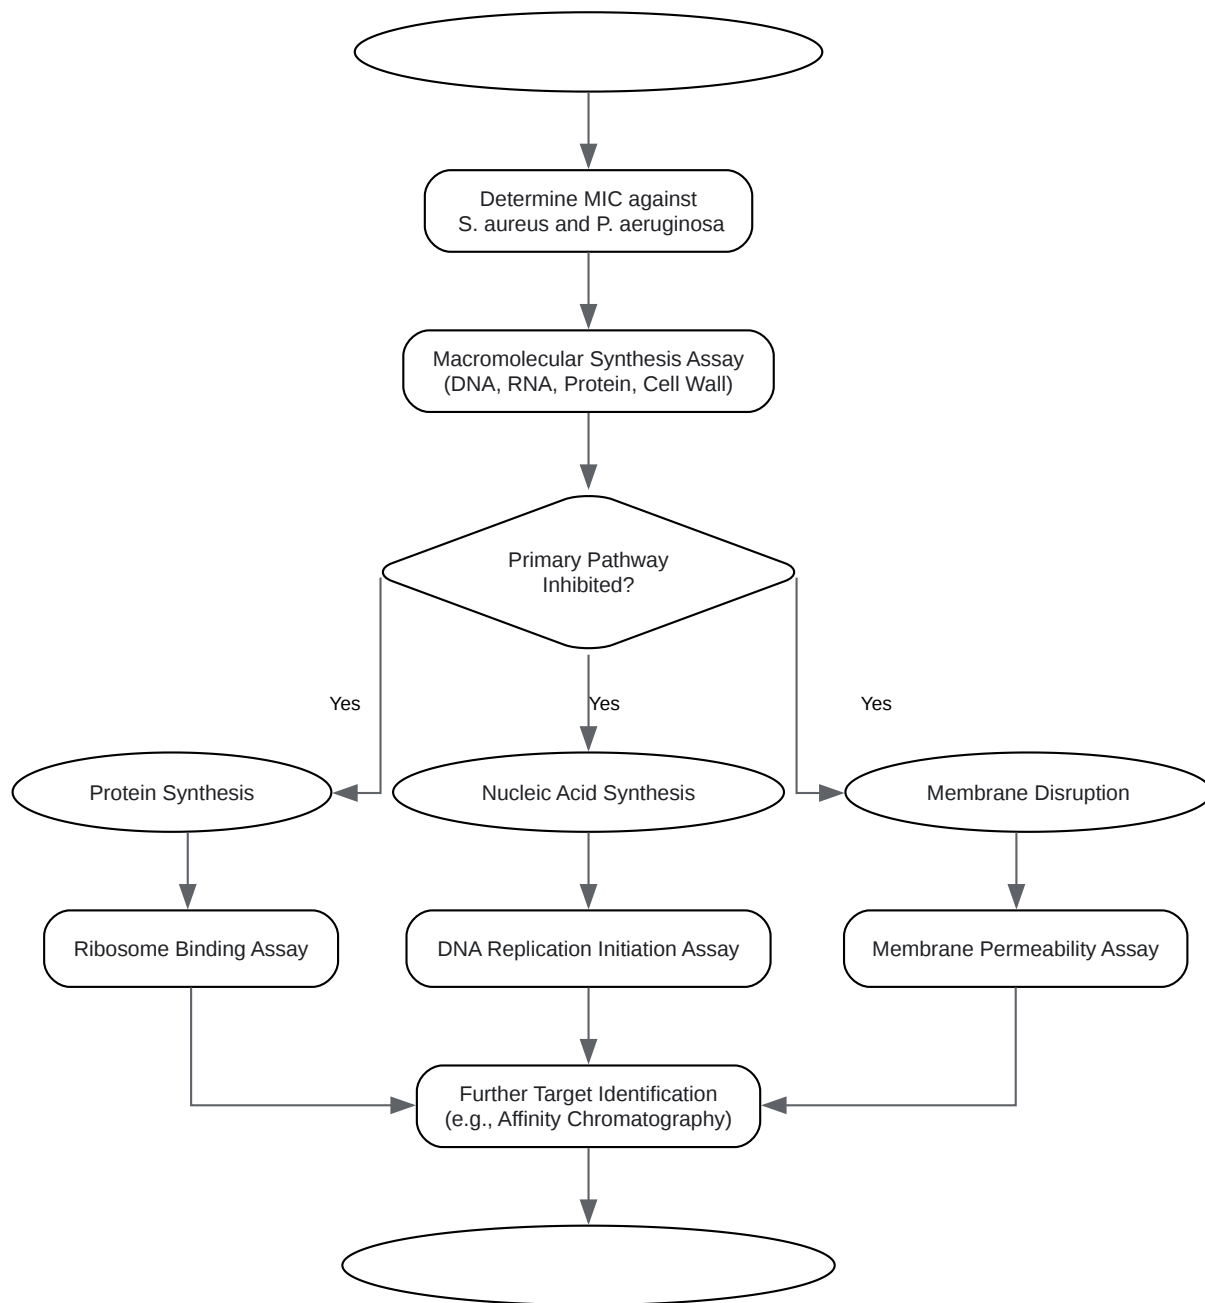 Determine MIC against
S. aureus and P. aeruginosa
Macromolecular Synthesis Assay
(DNA, RNA, Protein, Cell Wall)
Primary Pathway
Inhibited?
Yes
Yes
Yes
Protein Synthesis
Nucleic Acid Synthesis
Membrane Disruption
Ribosome Binding Assay
DNA Replication Initiation Assay
Membrane Permeability Assay
Further Target Identification
(e.g., Affinity Chromatography)